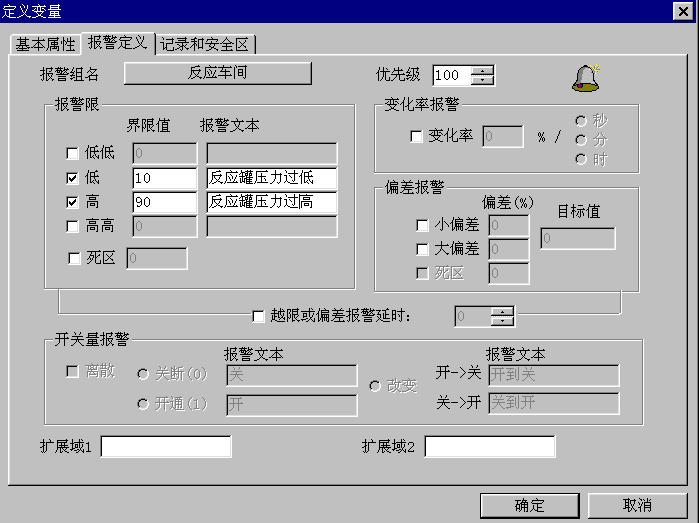 定义变量
基本属性 报警定义 记录和安全区
报警组名 反应车间 优先级 100
报警限 变化率报警
界限值 报警文本
变化率 0 % / 秒
分
时
低低 0
低 10 反应罐压力过低
高 90 反应罐压力过高
高高 0
死区 0
偏差报警
偏差(%) 目标值
小偏差 0 0
大偏差 0
死区 0
越限或偏差报警延时： 0
开关量报警
报警文本 报警文本
离散 关断(0) 关 改变 开->关 开到关
开通(1) 开 关->开 关到开
扩展域1 扩展域2
确定 取消